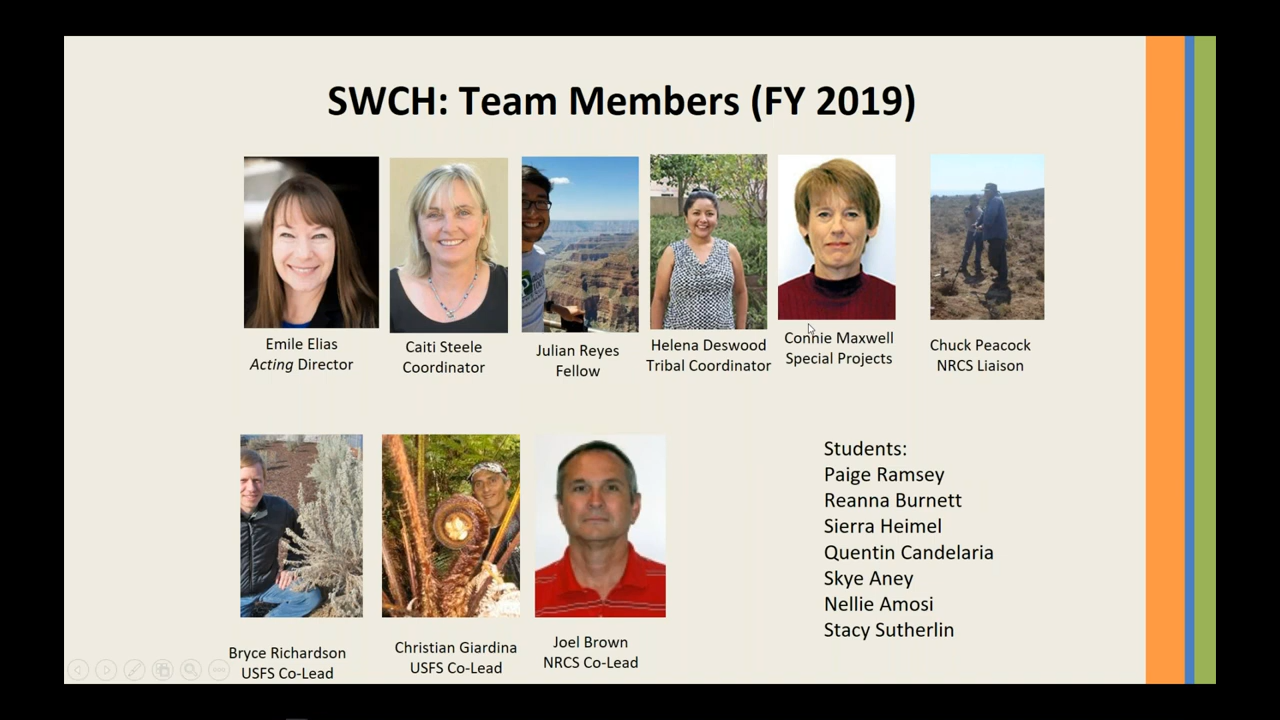 SWCH: Team Members (FY 2019)
Emile Elias
Acting Director
Caiti Steele
Coordinator
Julian Reyes
Fellow
Helena Deswood
Tribal Coordinator
Connie Maxwell
Special Projects
Chuck Peacock
NRCS Liaison
Bryce Richardson
USFS Co-Lead
Christian Giardina
USFS Co-Lead
Joel Brown
NRCS Co-Lead
Students:
Paige Ramsey
Reanna Burnett
Sierra Heimel
Quentin Candelaria
Skye Aney
Nellie Amosi
Stacy Sutherlin